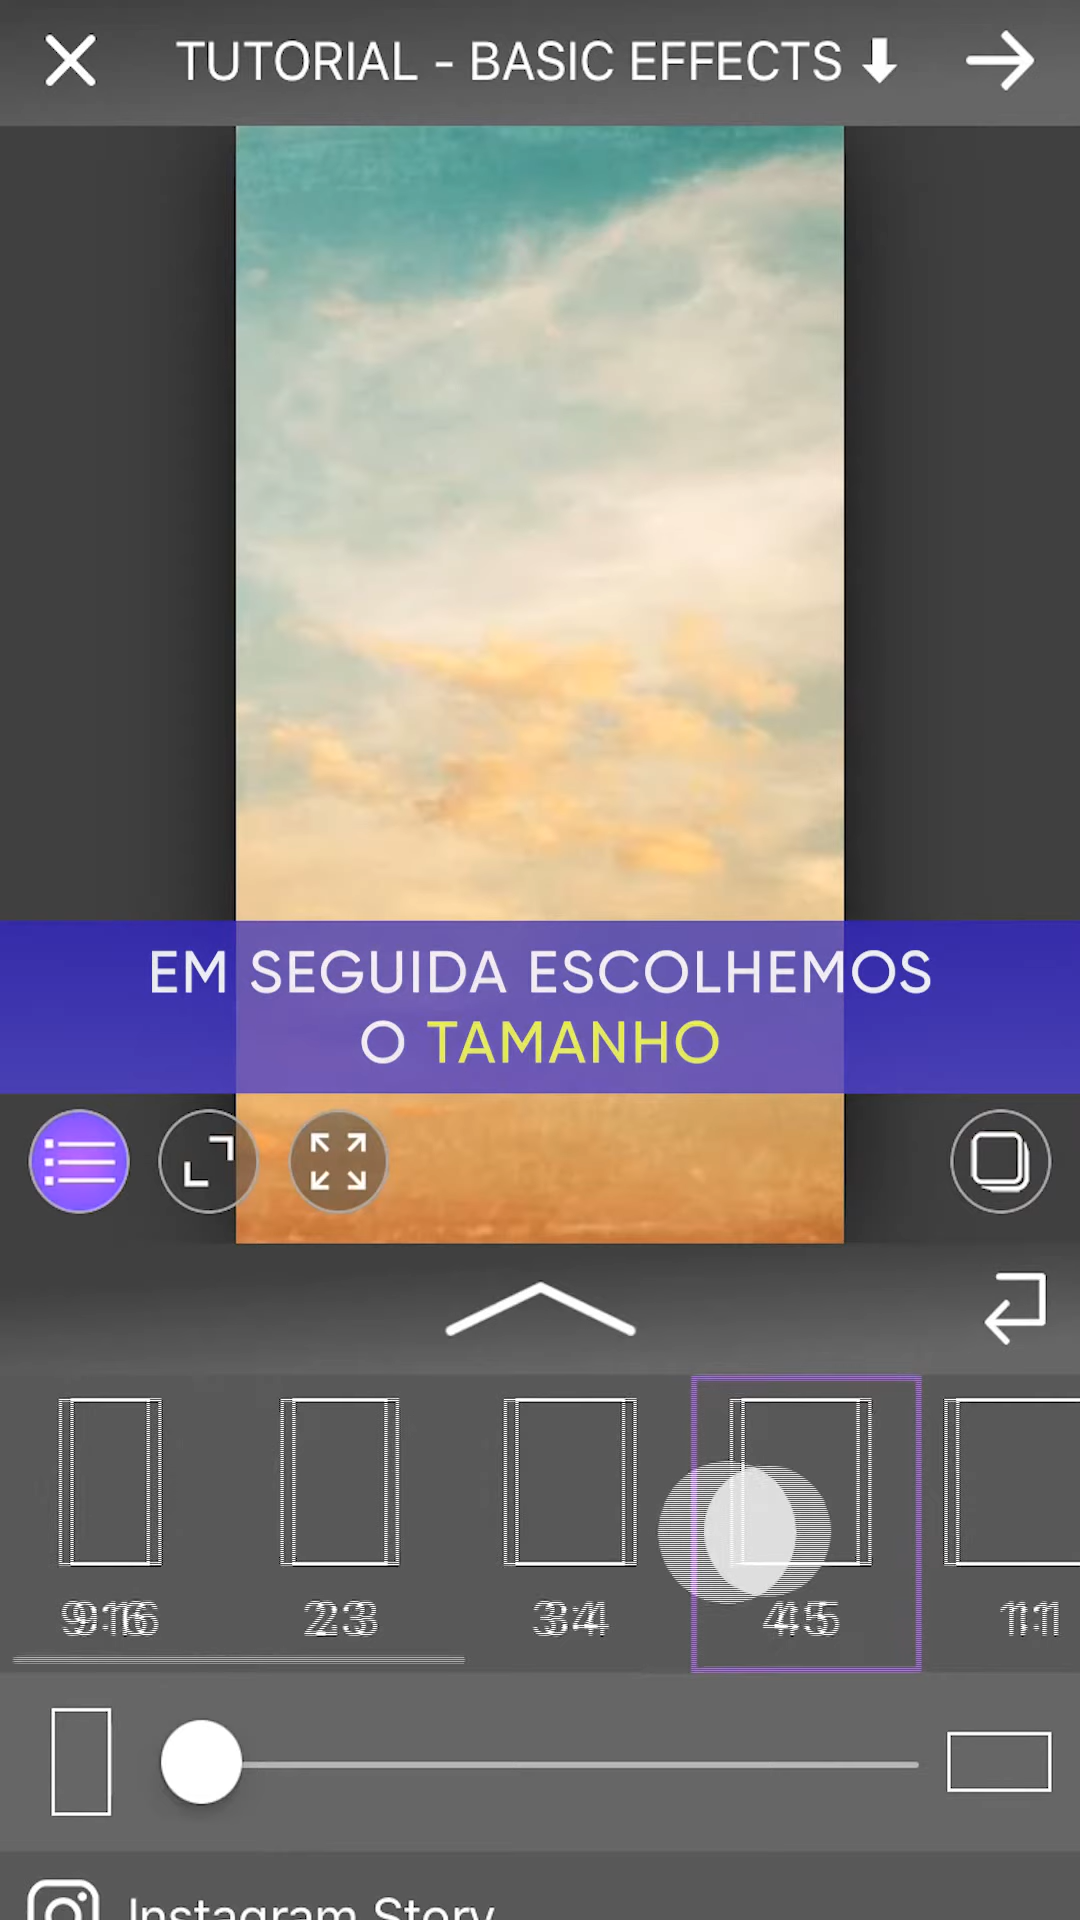 TUTORIAL - BASIC EFFECTS
EM SEGUIDA ESCOLHEMOS
O TAMANHO
9:16
2:3
3:4
4:5
1:1
Instagram Story